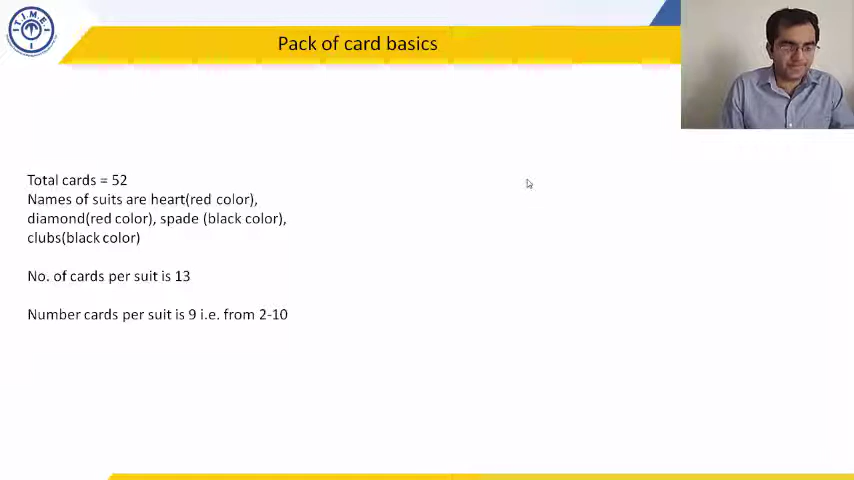 T.I.M.E.
Pack of card basics
Total cards = 52
Names of suits are heart(red color),
diamond(red color), spade (black color),
clubs(black color)
No. of cards per suit is 13
Number cards per suit is 9 i.e. from 2-10